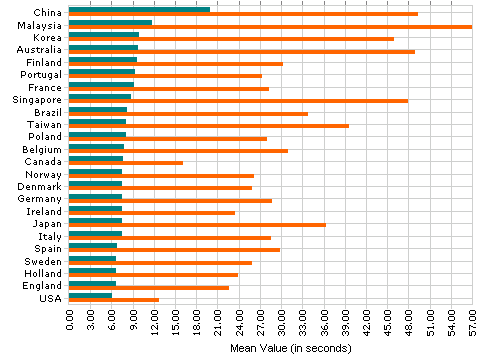 China
Malaysia
Korea
Australia
Finland
Portugal
France
Singapore
Brazil
Taiwan
Poland
Belgium
Canada
Norway
Denmark
Germany
Ireland
Japan
Italy
Spain
Sweden
Holland
England
USA
0.00 3.00 6.00 9.00 12.00 15.00 18.00 21.00 24.00 27.00 30.00 33.00 36.00 39.00 42.00 45.00 48.00 51.00 54.00 57.00
Mean Value (in seconds)